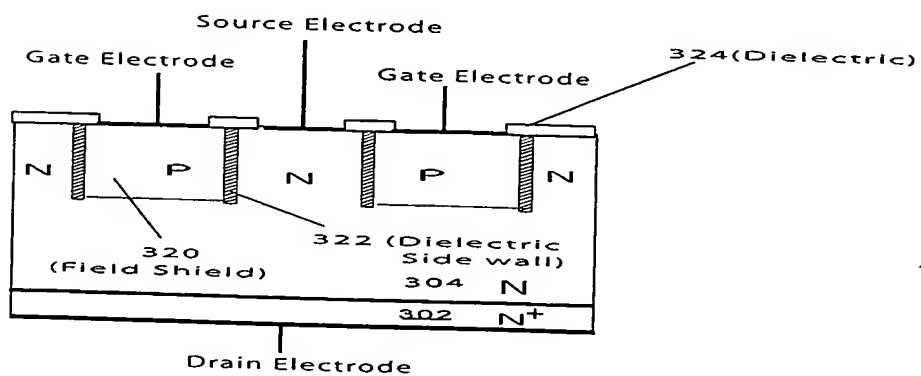 Source Electrode
Gate Electrode
Gate Electrode
324(Dielectric)
N
P
N
P
N
320
(Field Shield)
322 (Dielectric
Side wall)
304 N
302 N+
Drain Electrode